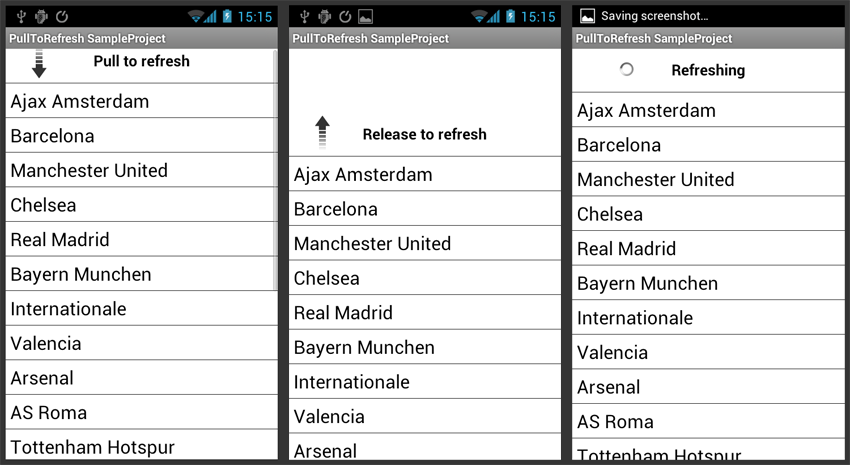 15:15
PullToRefresh SampleProject
Pull to refresh
Ajax Amsterdam
Barcelona
Manchester United
Chelsea
Real Madrid
Bayern Munchen
Internationale
Valencia
Arsenal
AS Roma
Tottenham Hotspur
15:15
PullToRefresh SampleProject
Release to refresh
Ajax Amsterdam
Barcelona
Manchester United
Chelsea
Real Madrid
Bayern Munchen
Internationale
Valencia
Arsenal
Saving screenshot...
PullToRefresh SampleProject
Refreshing
Ajax Amsterdam
Barcelona
Manchester United
Chelsea
Real Madrid
Bayern Munchen
Internationale
Valencia
Arsenal
AS Roma
Tottenham Hotspur